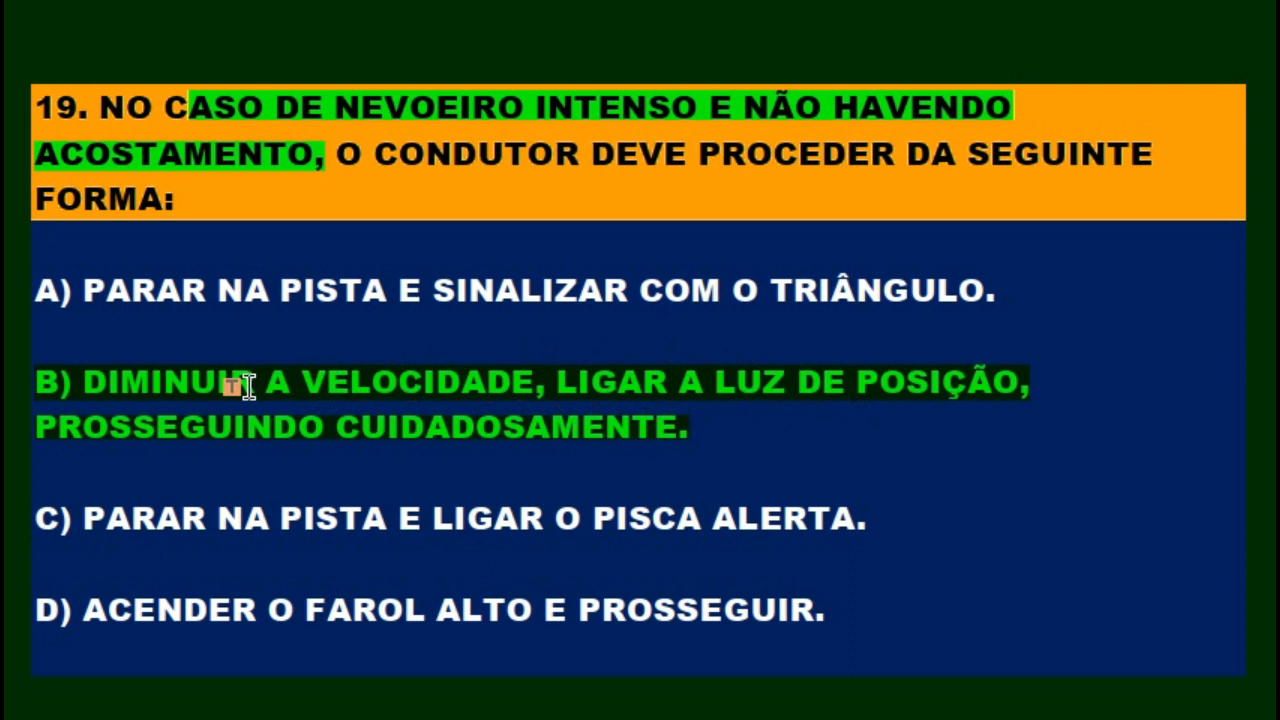 19. NO CASO DE NEVOEIRO INTENSO E NÃO HAVENDO
ACOSTAMENTO, O CONDUTOR DEVE PROCEDER DA SEGUINTE
FORMA:
A) PARAR NA PISTA E SINALIZAR COM O TRIÂNGULO.
B) DIMINUIR A VELOCIDADE, LIGAR A LUZ DE POSIÇÃO,
PROSSEGUINDO CUIDADOSAMENTE.
C) PARAR NA PISTA E LIGAR O PISCA ALERTA.
D) ACENDER O FAROL ALTO E PROSSEGUIR.